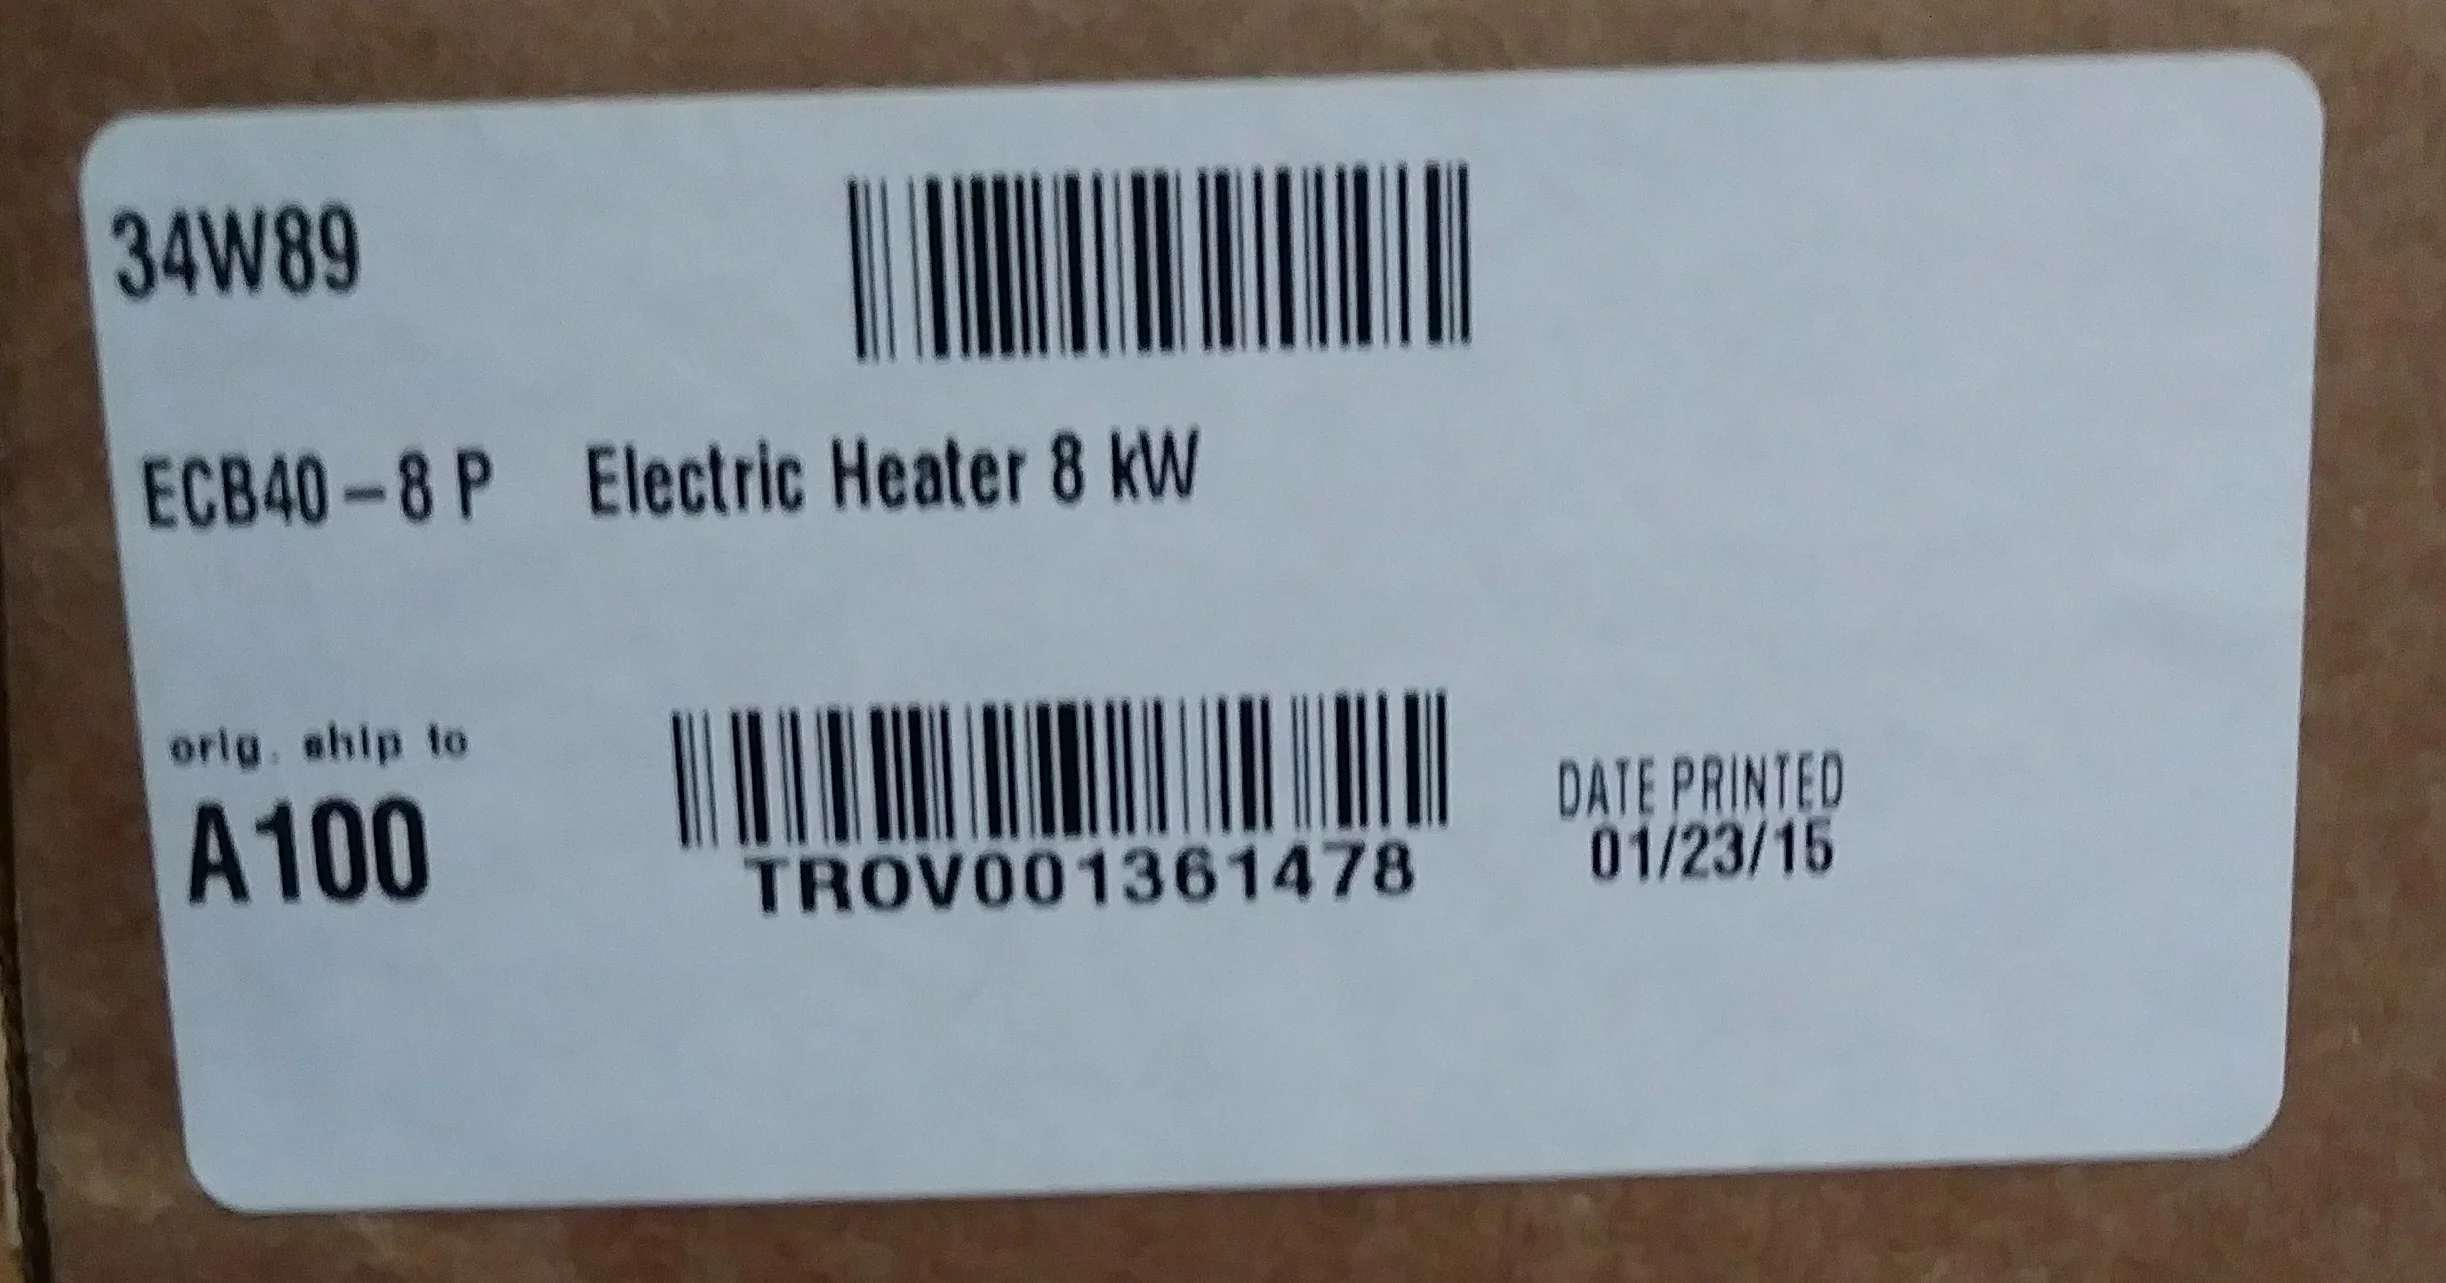 34W89
ECB40-8 P Electric Heater 8 kW
orig. ship to
A100
TROV001361478
DATE PRINTED
01/23/15